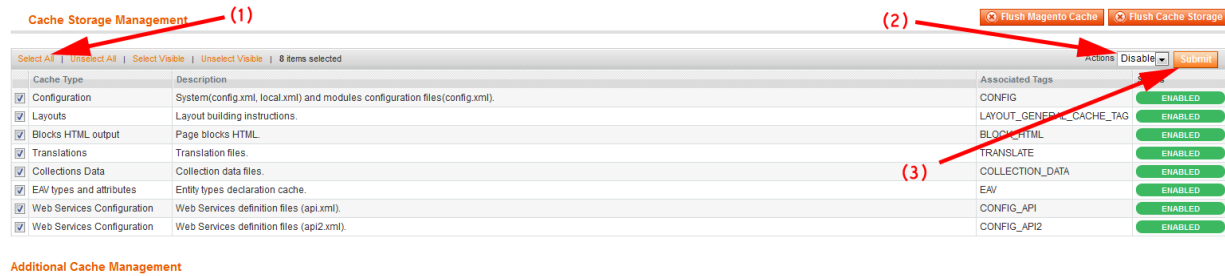 (1)
Cache Storage Management
(2)
Flush Magento Cache
Flush Cache Storage
Select All | Unselect All | Select Visible | Unselect Visible | 8 items selected
Actions Disable Submit
Cache Type Description Associated Tags
Configuration System(config.xml, local.xml) and modules configuration files(config.xml). CONFIG ENABLED
Layouts Layout building instructions. LAYOUT_GENERAL_CACHE_TAG ENABLED
Blocks HTML output Page blocks HTML. BLOCK_HTML ENABLED
Translations Translation files. TRANSLATE ENABLED
(3)
Collections Data Collection data files. COLLECTION_DATA ENABLED
EAV types and attributes Entity types declaration cache. EAV ENABLED
Web Services Configuration Web Services definition files (api.xml). CONFIG_API ENABLED
Web Services Configuration Web Services definition files (api2.xml). CONFIG_API2 ENABLED
Additional Cache Management